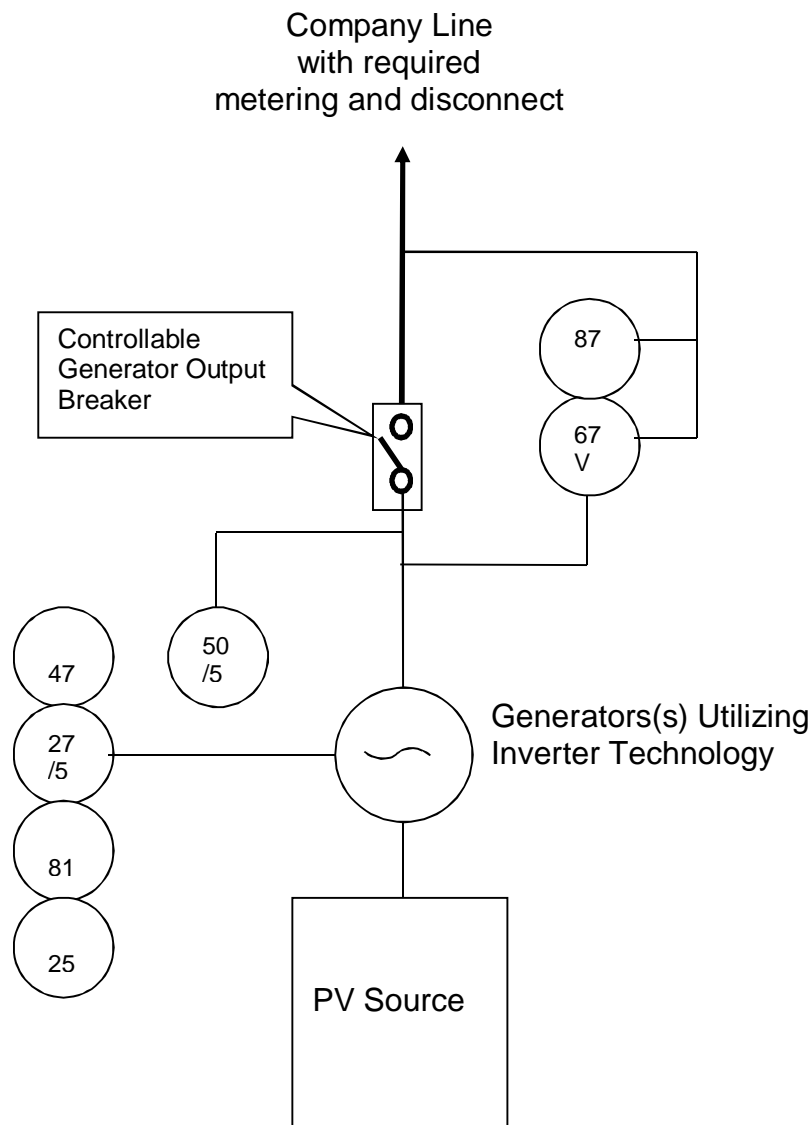 Company Line
with required
metering and disconnect
Controllable
Generator Output
Breaker
87
67
V
50
/5
47
27
/5
81
25
Generators(s) Utilizing
Inverter Technology
PV Source